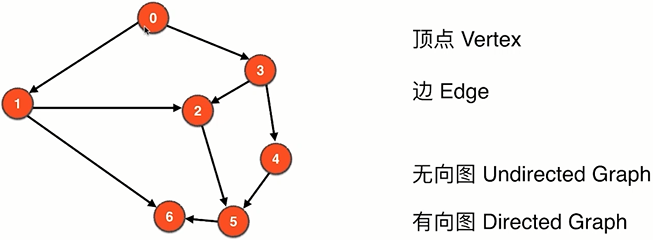 0
3
顶点 Vertex
1
2
边 Edge
4
无向图 Undirected Graph
6
5
有向图 Directed Graph